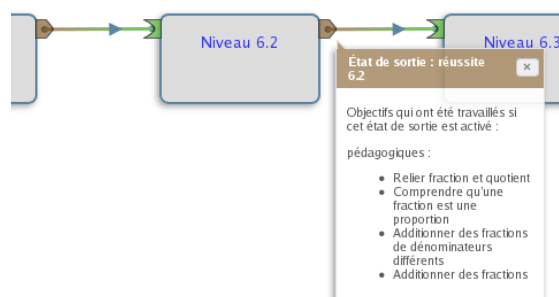 Niveau 6.2
Niveau 6.3
État de sortie : réussite
6.2
×
Objectifs qui ont été travaillés si
cet état de sortie est activé :
pédagogiques :
• Relier fraction et quotient
• Comprendre qu'une
fraction est une
proportion
• Additionner des fractions
de dénominateurs
différents
• Additionner des fractions